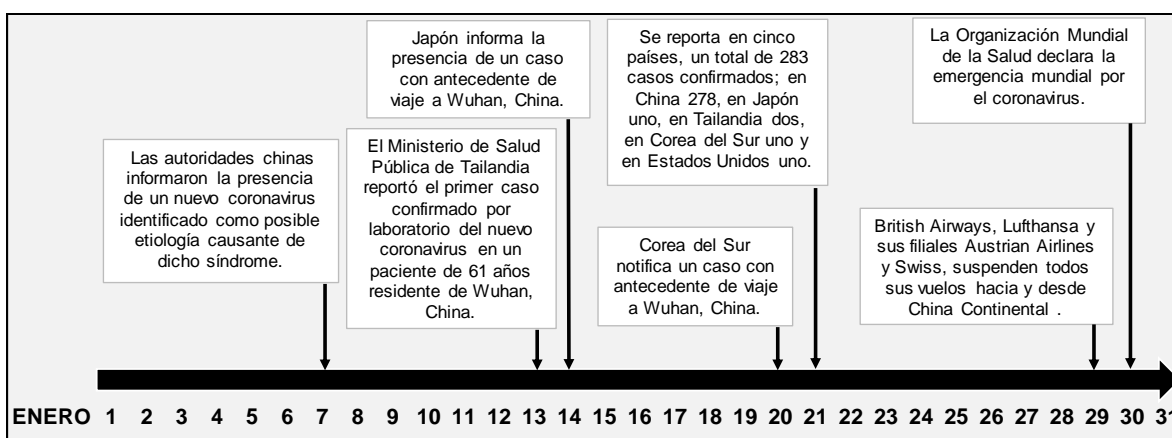 Las autoridades chinas
informaron la presencia
de un nuevo coronavirus
identificado como posible
etiología causante de
dicho síndrome.
Japón informa la
presencia de un caso
con antecedente de
viaje a Wuhan, China.
El Ministerio de Salud
Pública de Tailandia
reportó el primer caso
confirmado por
laboratorio del nuevo
coronavirus en un
paciente de 61 años
residente de Wuhan,
China.
Se reporta en cinco
países, un total de 283
casos confirmados; en
China 278, en Japón
uno, en Tailandia dos,
en Corea del Sur uno y
en Estados Unidos uno.
Corea del Sur
notifica un caso con
antecedente de viaje
a Wuhan, China.
La Organización Mundial
de la Salud declara la
emergencia mundial por
el coronavirus.
British Airways, Lufthansa y
sus filiales Austrian Airlines
y Swiss, suspenden todos
sus vuelos hacia y desde
China Continental .
ENERO 1 2 3 4 5 6 7 8 9 10 11 12 13 14 15 16 17 18 19 20 21 22 23 24 25 26 27 28 29 30 31